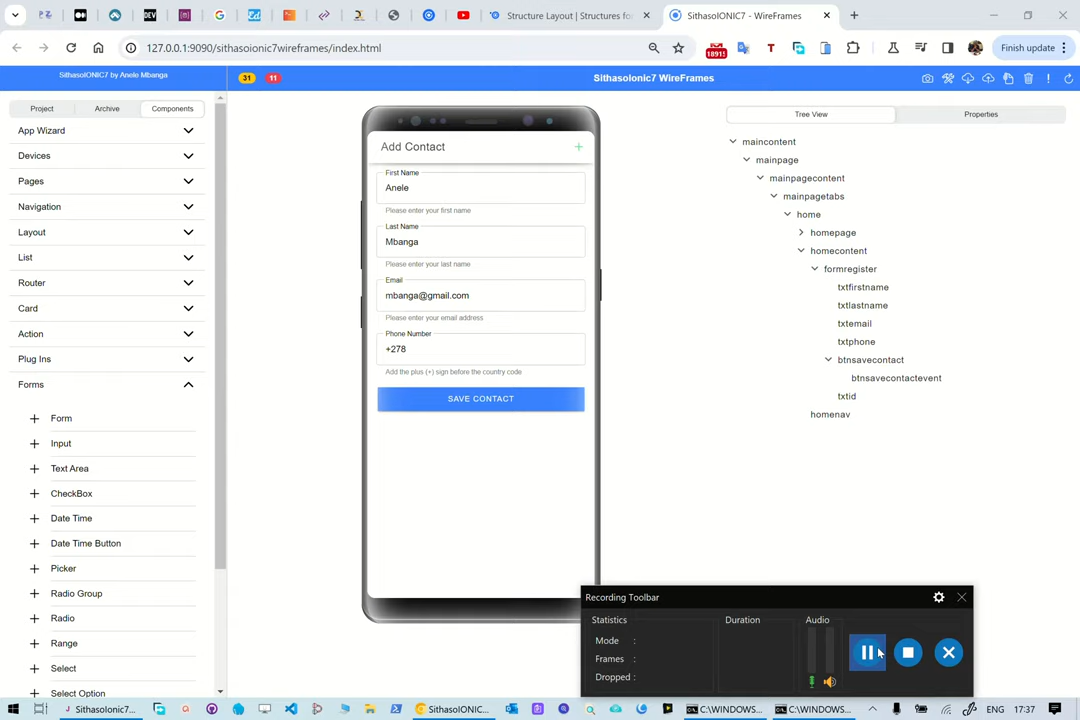 Structure Layout | Structures for
SithasoIONIC7 - WireFrames
127.0.0.1:9090/sithasoionic7wireframes/index.html
18915
Finish update
SithasoIONIC7 by Anele Mbanga
31
11
SithasoIonic7 WireFrames
Project
Archive
Components
App Wizard
Devices
Pages
Navigation
Layout
List
Router
Card
Action
Plug Ins
Forms
Form
Input
Text Area
CheckBox
Date Time
Date Time Button
Picker
Radio Group
Radio
Range
Select
Select Option
Add Contact
First Name
Anele
Please enter your first name
Last Name
Mbanga
Please enter your last name
Email
mbanga@gmail.com
Please enter your email address
Phone Number
+278
Add the plus (+) sign before the country code
SAVE CONTACT
Tree View
Properties
maincontent
mainpage
mainpagecontent
mainpagetabs
home
homepage
homecontent
formregister
txtfirstname
txtlastname
txtemail
txtphone
btnsavecontact
btnsavecontactevent
txtid
homenav
Recording Toolbar
Statistics
Duration
Audio
Mode :
Frames :
Dropped :
SithasoIonic7...
SithasoIONIC...
C:\WINDOWS...
C:\WINDOWS...
ENG
17:37